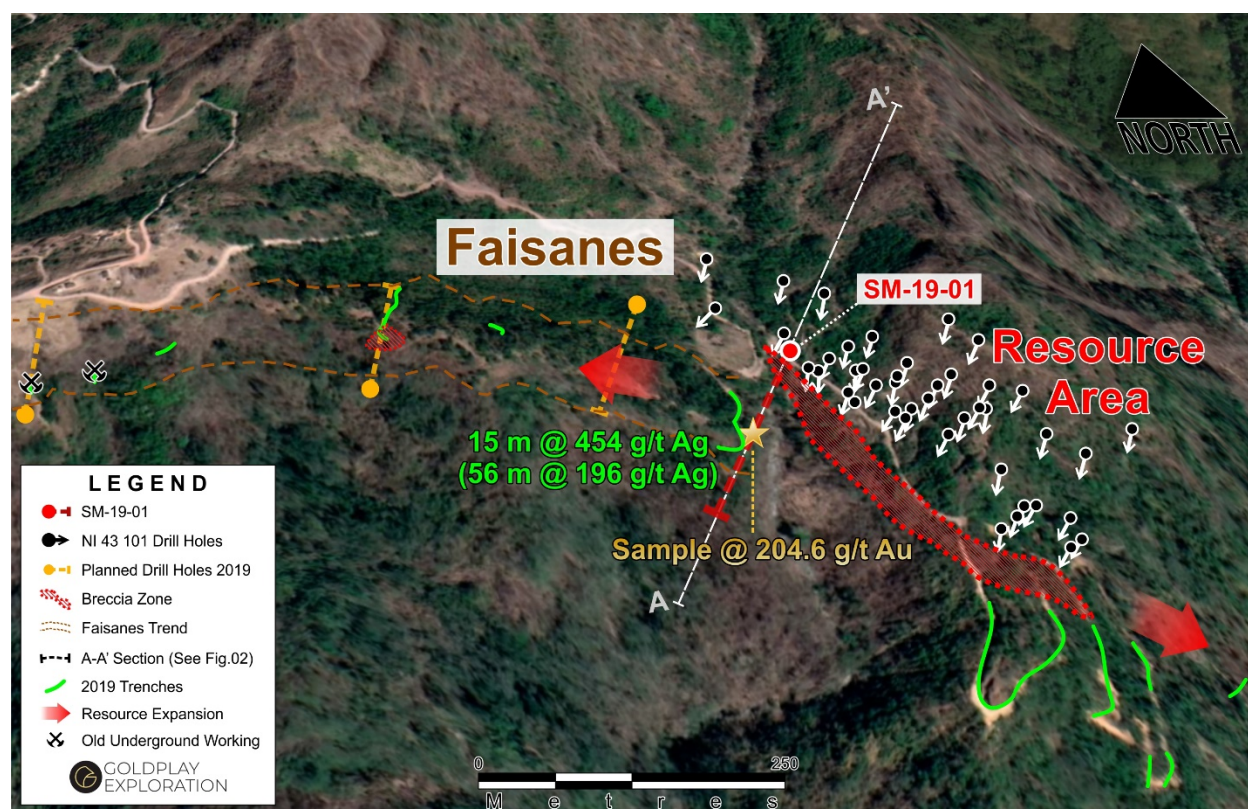 A'
NORTH
Faisanes
SM-19-01
Resource
Area
15 m @ 454 g/t Ag
(56 m @ 196 g/t Ag)
Sample @ 204.6 g/t Au
A
LEGEND
SM-19-01
NI 43 101 Drill Holes
Planned Drill Holes 2019
Breccia Zone
Faisanes Trend
A-A' Section (See Fig.02)
2019 Trenches
Resource Expansion
Old Underground Working
GOLDPLAY
EXPLORATION
0 250
Metres